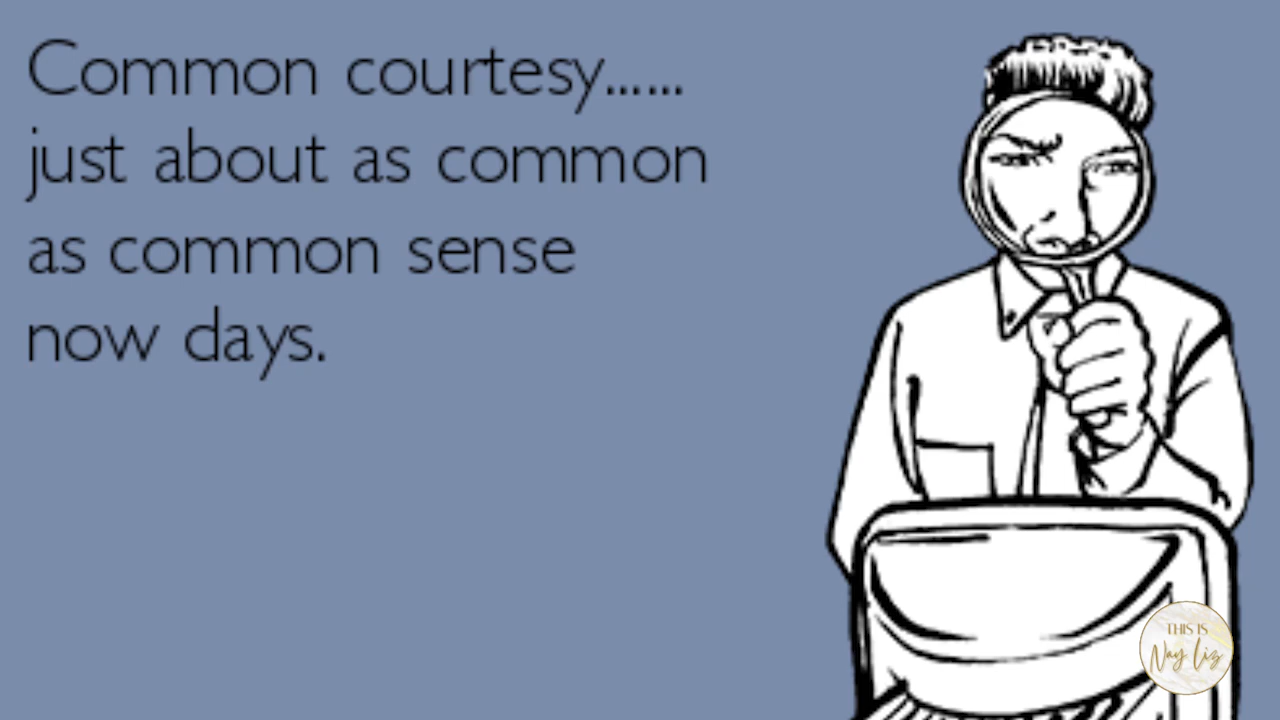 Common courtesy......
just about as common
as common sense
now days.
THIS IS
Nay Liz